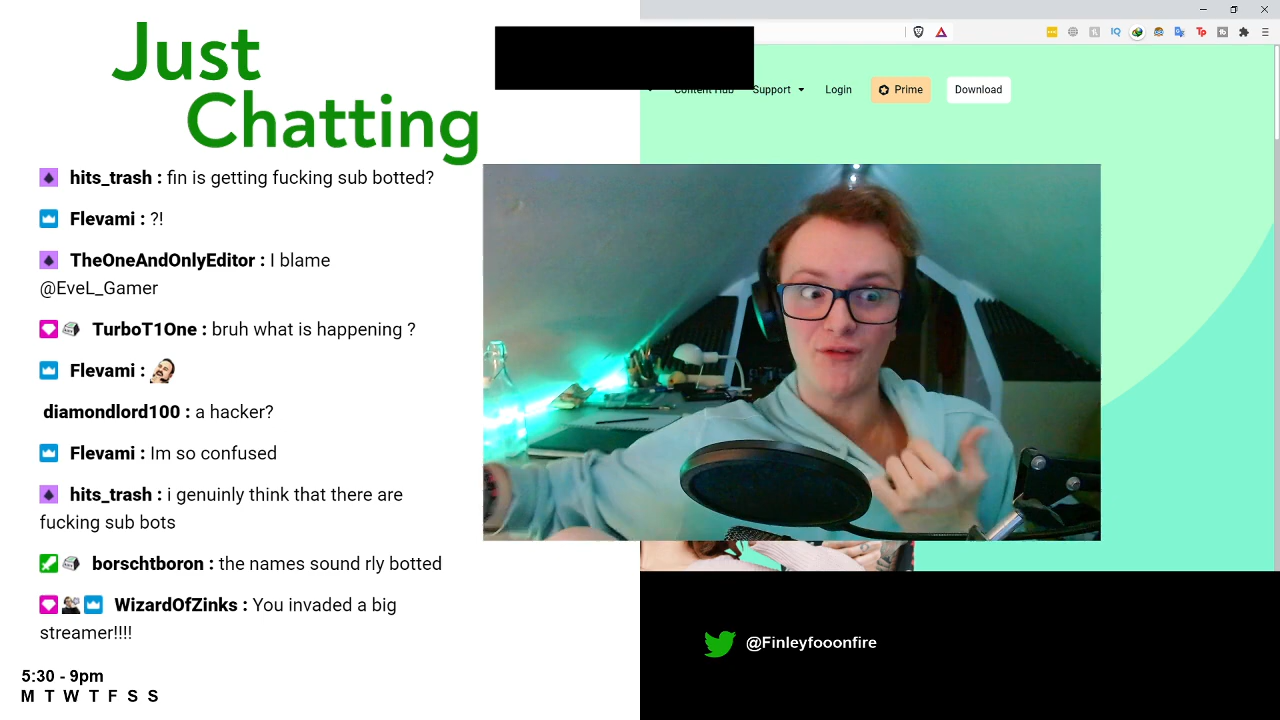 Just
Chatting
Support
Login
Prime
Download
IQ
Tp
hits_trash : fin is getting fucking sub botted?
Flevami : ?!
TheOneAndOnlyEditor : I blame
@EveL_Gamer
TurboT1One : bruh what is happening ?
Flevami :
diamondlord100 : a hacker?
Flevami : Im so confused
hits_trash : i genuinly think that there are
fucking sub bots
borschtboron : the names sound rly botted
WizardOfZinks : You invaded a big
streamer!!!!
5:30 - 9pm
M T W T F S S
@Finleyfooonfire